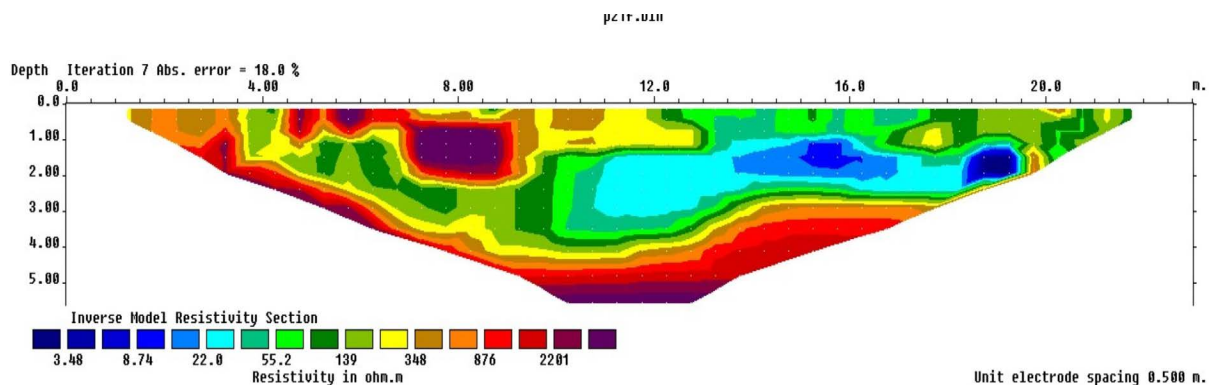 Depth Iteration 7 Abs. error = 18.0 %
0.0 4.00 8.00 12.0 16.0 20.0 m.
0.0
1.00
2.00
3.00
4.00
5.00
Inverse Model Resistivity Section
3.48 8.74 22.0 55.2 139 348 876 2201
Resistivity in ohm.m
Unit electrode spacing 0.500 m.